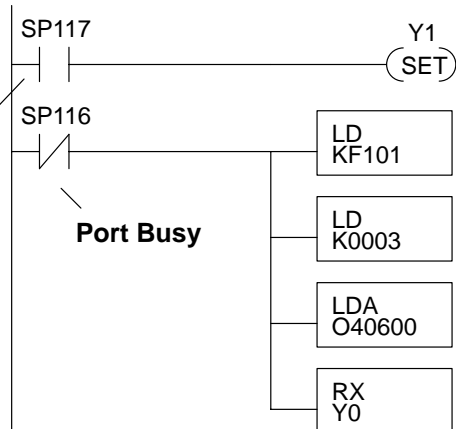 SP117
Y1
SET
SP116
LD
KF101
Port Busy
LD
K0003
LDA
O40600
RX
Y0